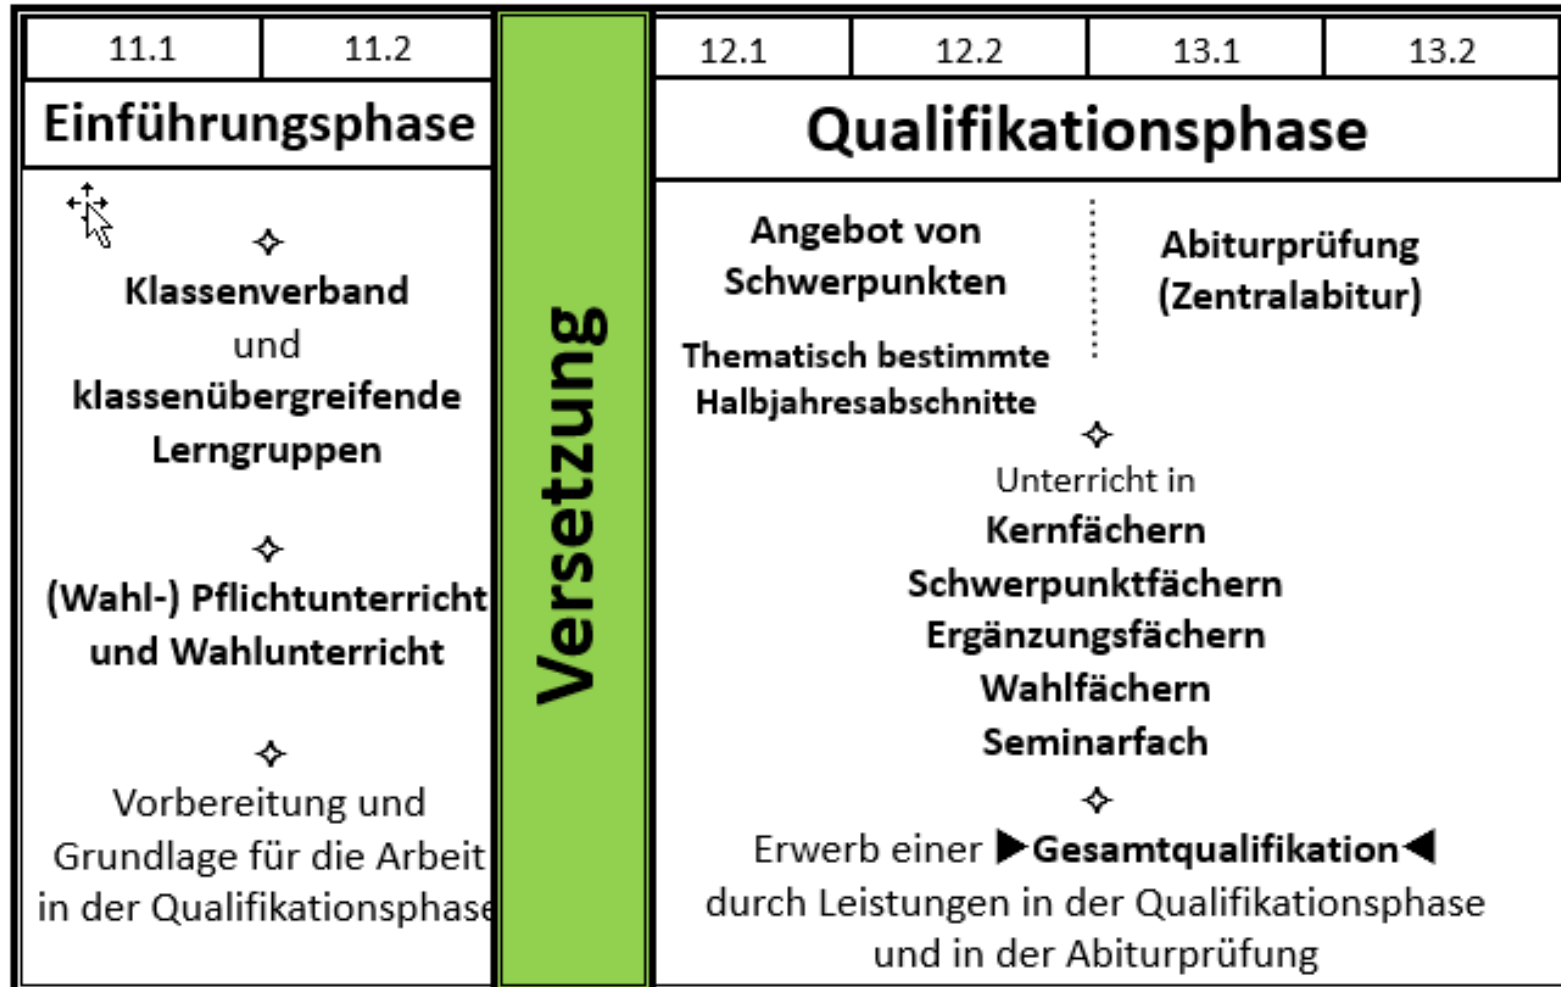 11.1
11.2
Einführungsphase
Klassenverband
und
klassenübergreifende
Lerngruppen
(Wahl-) Pflichtunterricht
und Wahlunterricht
Vorbereitung und
Grundlage für die Arbeit
in der Qualifikationsphase
Versetzung
12.1
12.2
13.1
13.2
Qualifikationsphase
Angebot von
Schwerpunkten
Thematisch bestimmte
Halbjahresabschnitte
Abiturprüfung
(Zentralabitur)
Unterricht in
Kernfächern
Schwerpunktfächern
Ergänzungsfächern
Wahlfächern
Seminarfach
Erwerb einer ►Gesamtqualifikation◄
durch Leistungen in der Qualifikationsphase
und in der Abiturprüfung